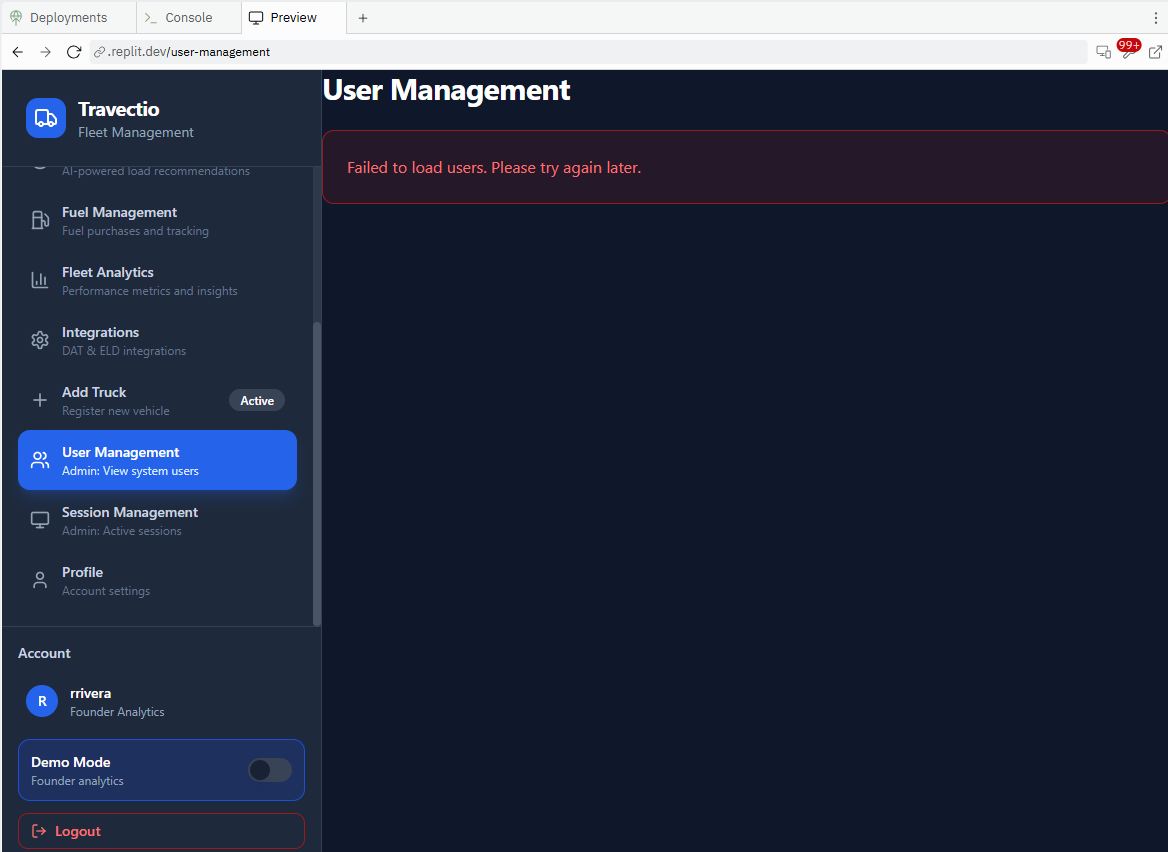 Deployments
Console
Preview
.replit.dev/user-management
99+
Travectio
Fleet Management
AI-powered load recommendations
Fuel Management
Fuel purchases and tracking
Fleet Analytics
Performance metrics and insights
Integrations
DAT & ELD integrations
Add Truck
Register new vehicle
Active
User Management
Admin: View system users
Session Management
Admin: Active sessions
Profile
Account settings
Account
R
rrivera
Founder Analytics
Demo Mode
Founder analytics
Logout
User Management
Failed to load users. Please try again later.